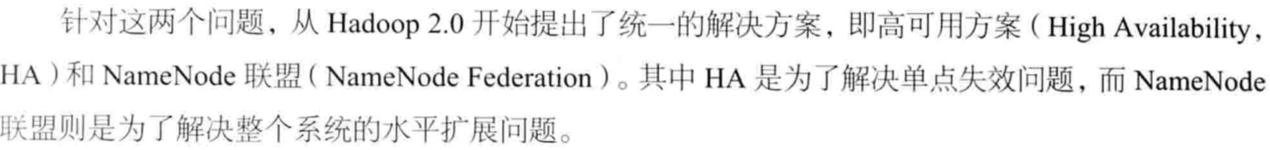 针对这两个问题，从 Hadoop 2.0 开始提出了统一的解决方案，即高可用方案（High Availability，
HA）和 NameNode 联盟（NameNode Federation）。其中 HA 是为了解决单点失效问题，而 NameNode
联盟则是为了解决整个系统的水平扩展问题。